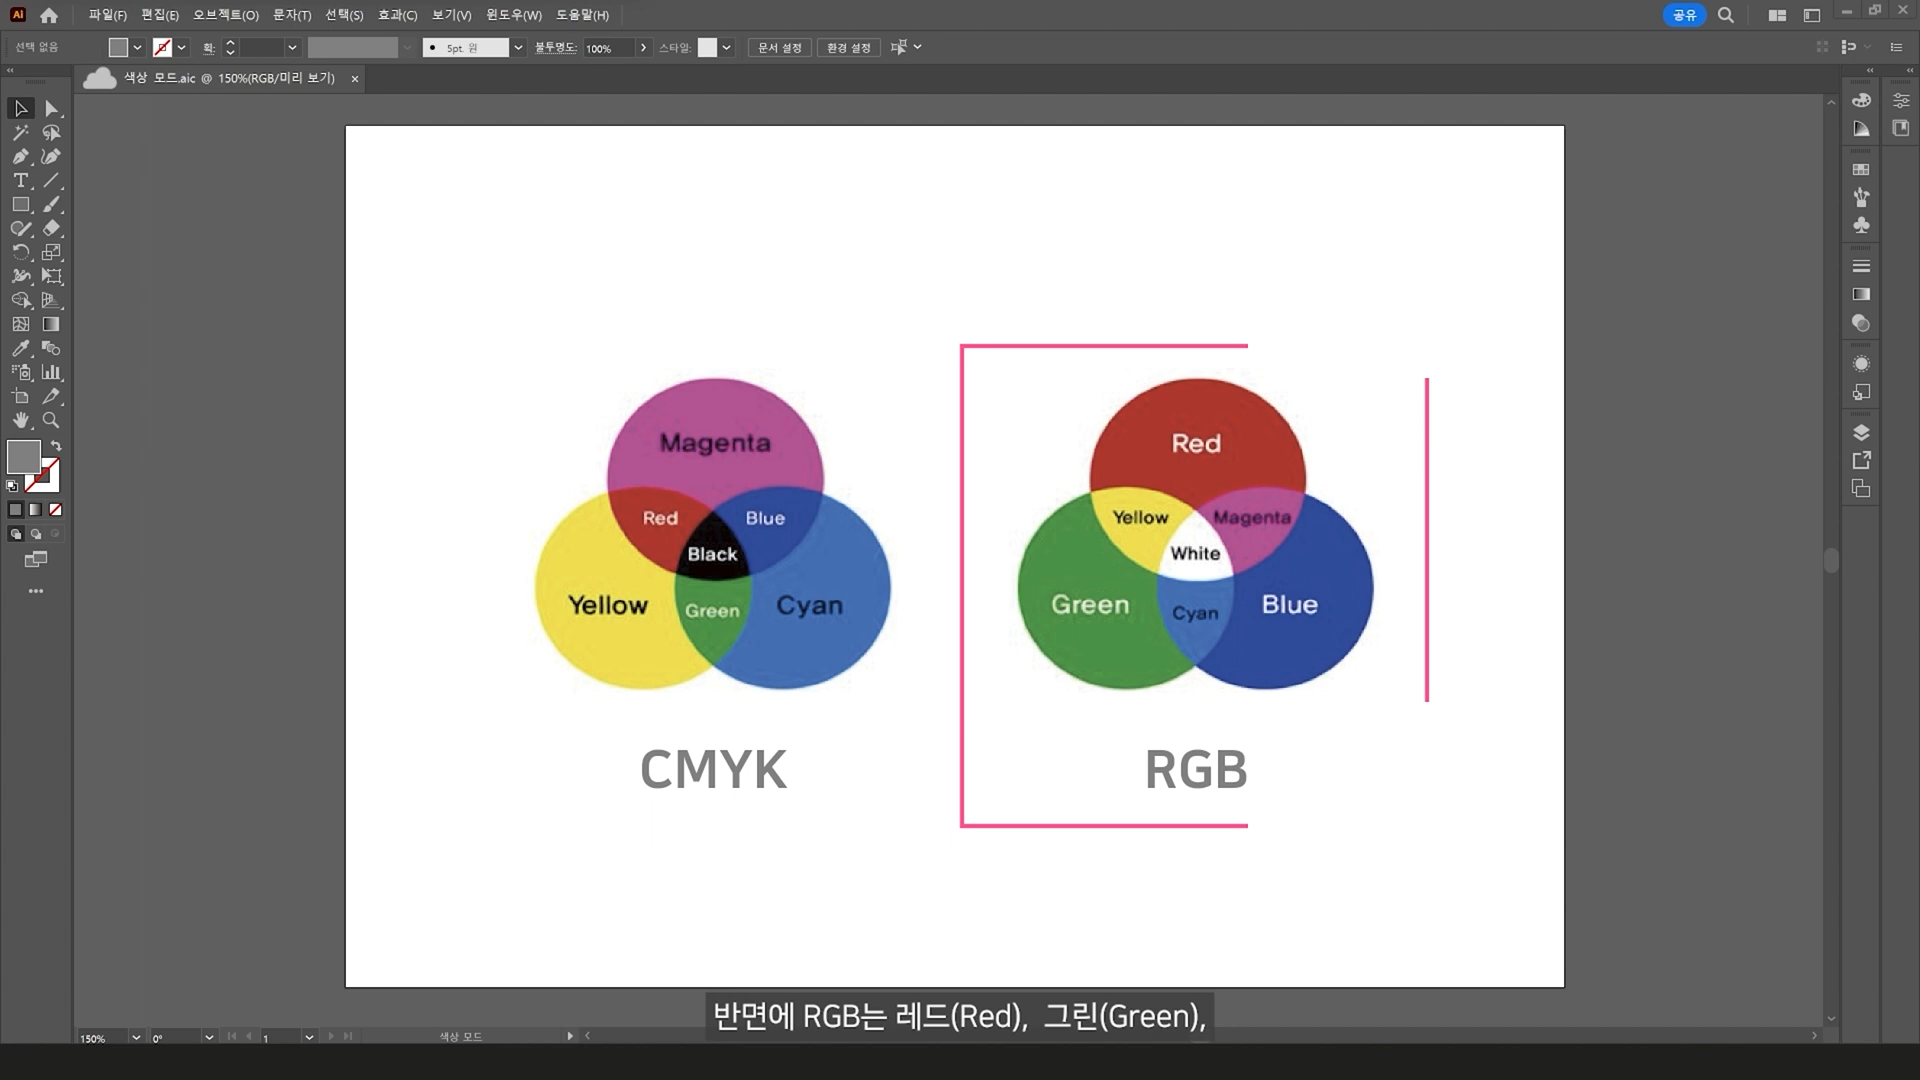 Ai 파일(F) 편집(E) 오브젝트(O) 문자(T) 선택(S) 효과(C) 보기(V) 윈도우(W) 도움말(H) 공유
선택 없음 획: 5pt. 원 불투명도: 100% 스타일: 문서 설정 환경 설정
색상 모드.aic @ 150%(RGB/미리 보기)
Magenta
Red
Blue
Black
Yellow
Green
Cyan
CMYK
Red
Yellow
Magenta
White
Green
Cyan
Blue
RGB
반면에 RGB는 레드(Red), 그린(Green),
150% 0° 1 색상 모드